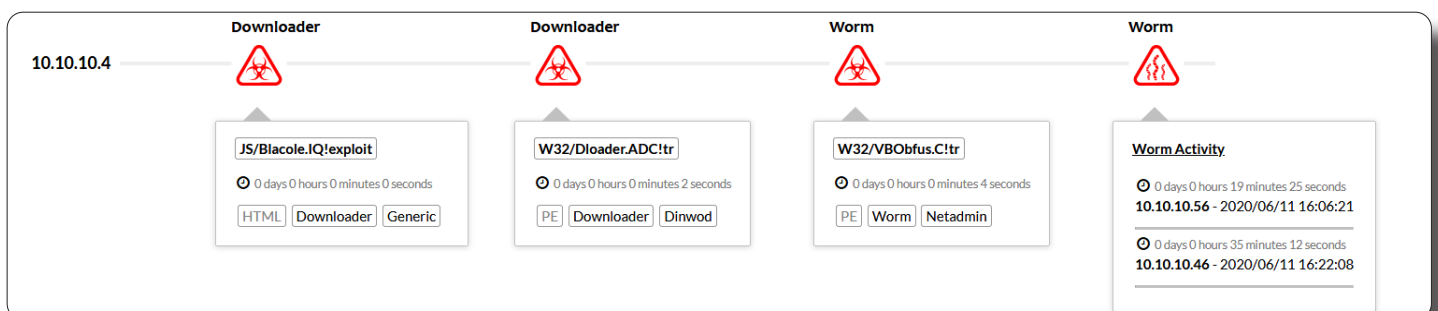 Downloader
Downloader
Worm
Worm
10.10.10.4
JS/Blacole.IQ!exploit
0 days 0 hours 0 minutes 0 seconds
HTML Downloader Generic
W32/Dloader.ADC!tr
0 days 0 hours 0 minutes 2 seconds
PE Downloader Dinwod
W32/VBObfus.C!tr
0 days 0 hours 0 minutes 4 seconds
PE Worm Netadmin
Worm Activity
0 days 0 hours 19 minutes 25 seconds
10.10.10.56 - 2020/06/11 16:06:21
0 days 0 hours 35 minutes 12 seconds
10.10.10.46 - 2020/06/11 16:22:08